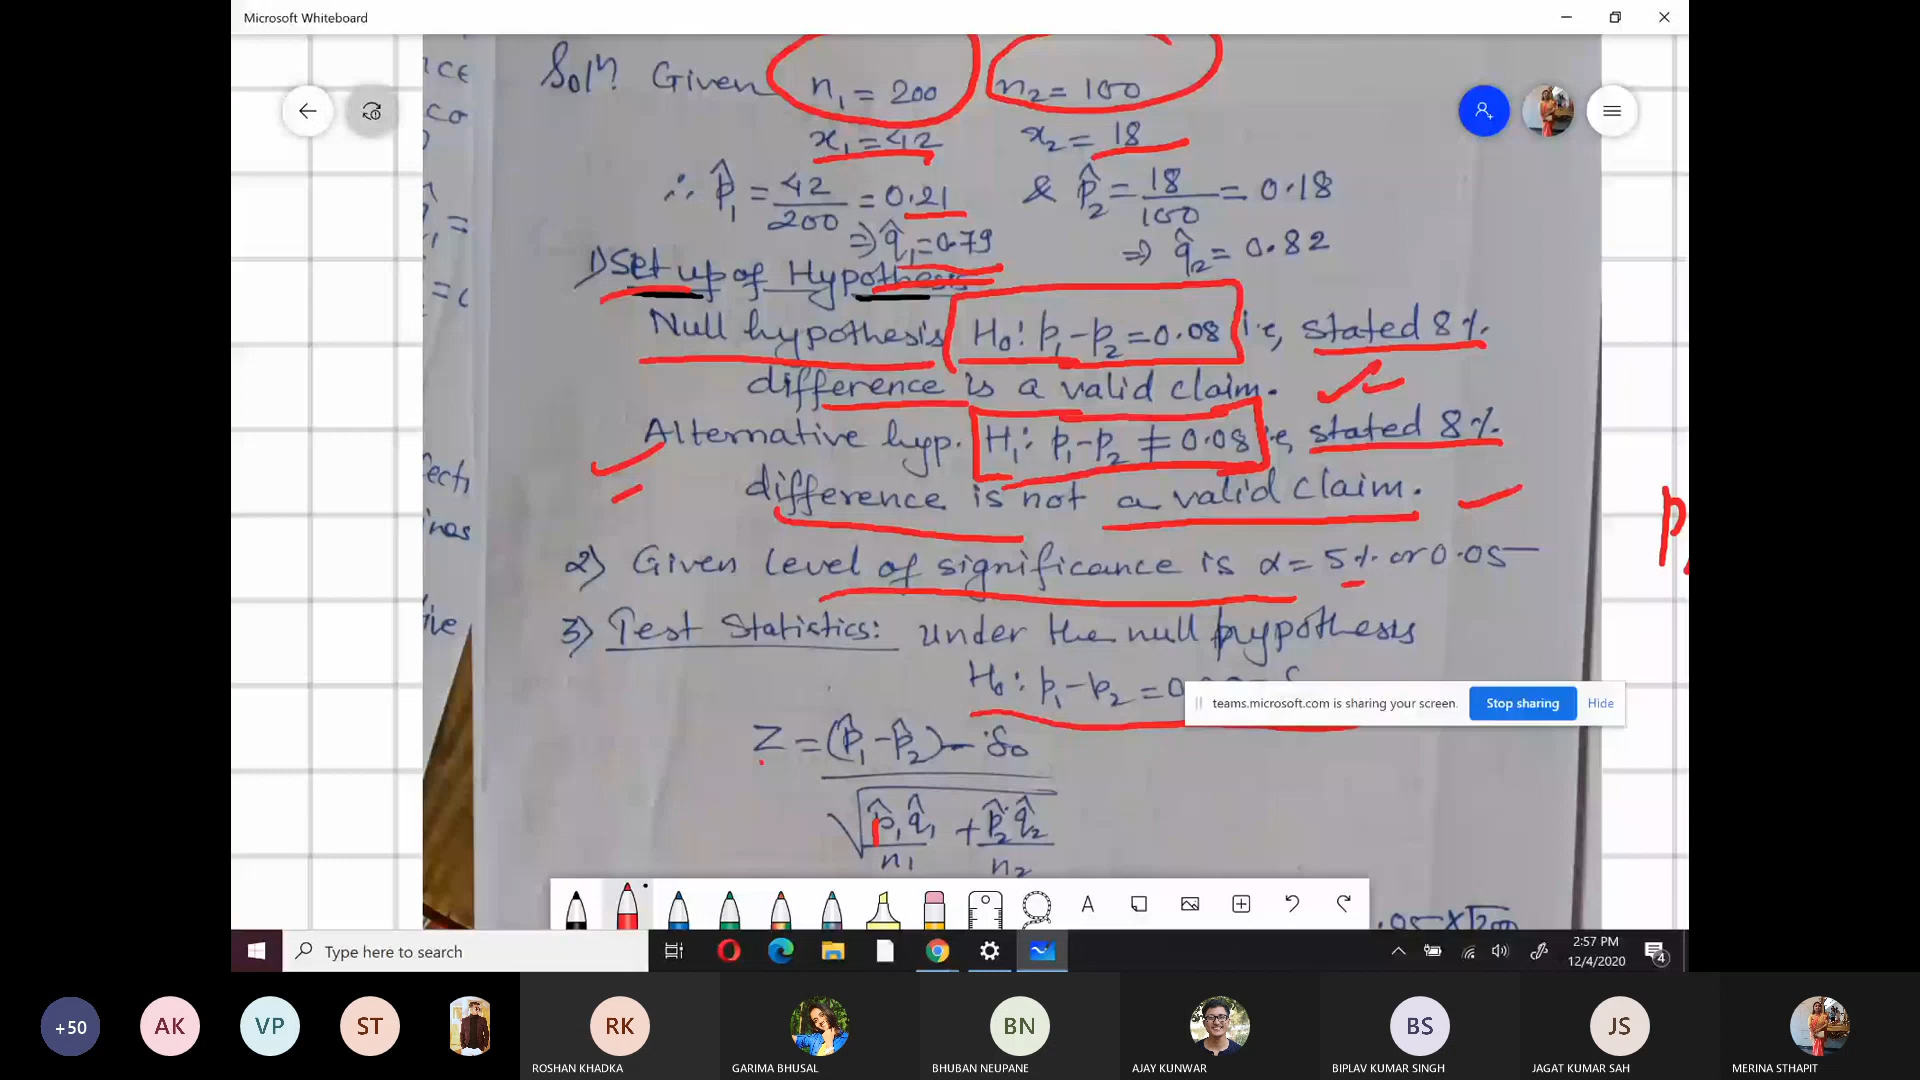 Microsoft Whiteboard
Sol'n Given n₁ = 200 n₂ = 100
x₁ = 42 x₂ = 18
∴ p̂₁ = 42/200 = 0.21 & p̂₂ = 18/100 = 0.18
⇒ q̂₁ = 0.79 ⇒ q̂₂ = 0.82
1) Set up of Hypothesis
Null hypothesis H₀: p₁-p₂ = 0.08 i.e, stated 8%
difference is a valid claim.
Alternative hyp. H₁: p₁-p₂ ≠ 0.08 i.e, stated 8%
difference is not a valid claim.
2) Given level of significance is α = 5% or 0.05
3) Test Statistics: under the null hypothesis
H₀: p₁-p₂ =
teams.microsoft.com is sharing your screen. Stop sharing Hide
Z = (p̂₁-p̂₂) - δ₀
√ p̂₁q̂₁/n₁ + p̂₂q̂₂/n₂
A
Type here to search
2:57 PM
12/4/2020
4
+50 AK VP ST RK BN BS JS
ROSHAN KHADKA GARIMA BHUSAL BHUBAN NEUPANE AJAY KUNWAR BIPLAV KUMAR SINGH JAGAT KUMAR SAH MERINA STHAPIT